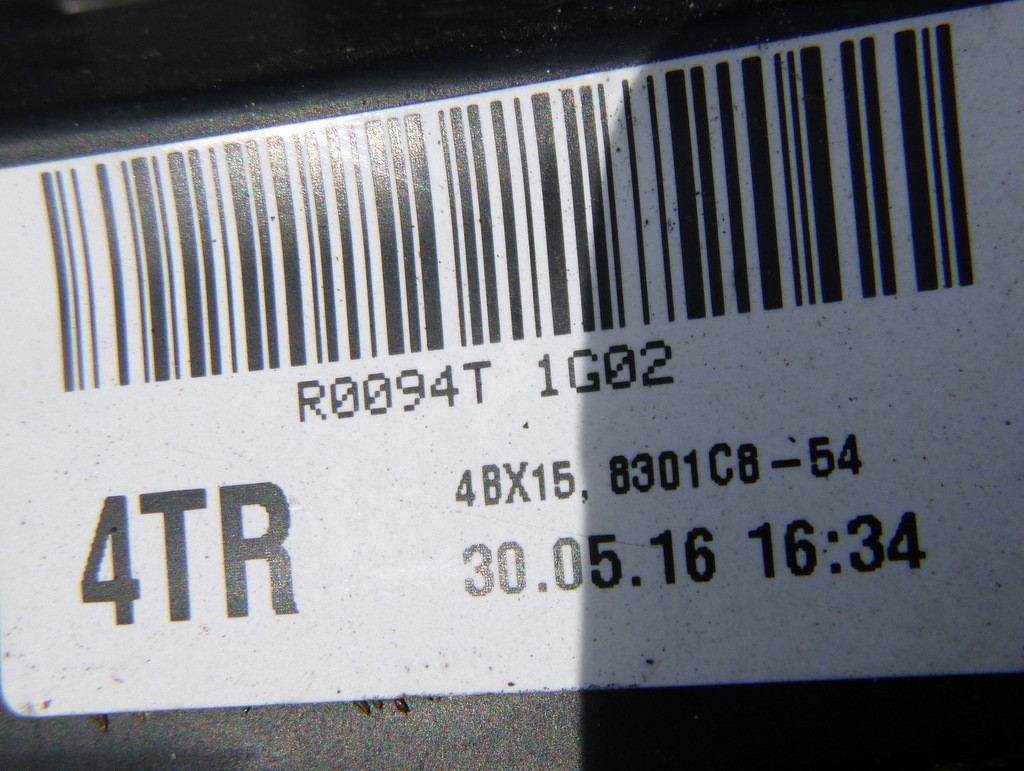 R0094T 1G02
4BX15, 8301C8-54
4TR
30.05.16 16:34